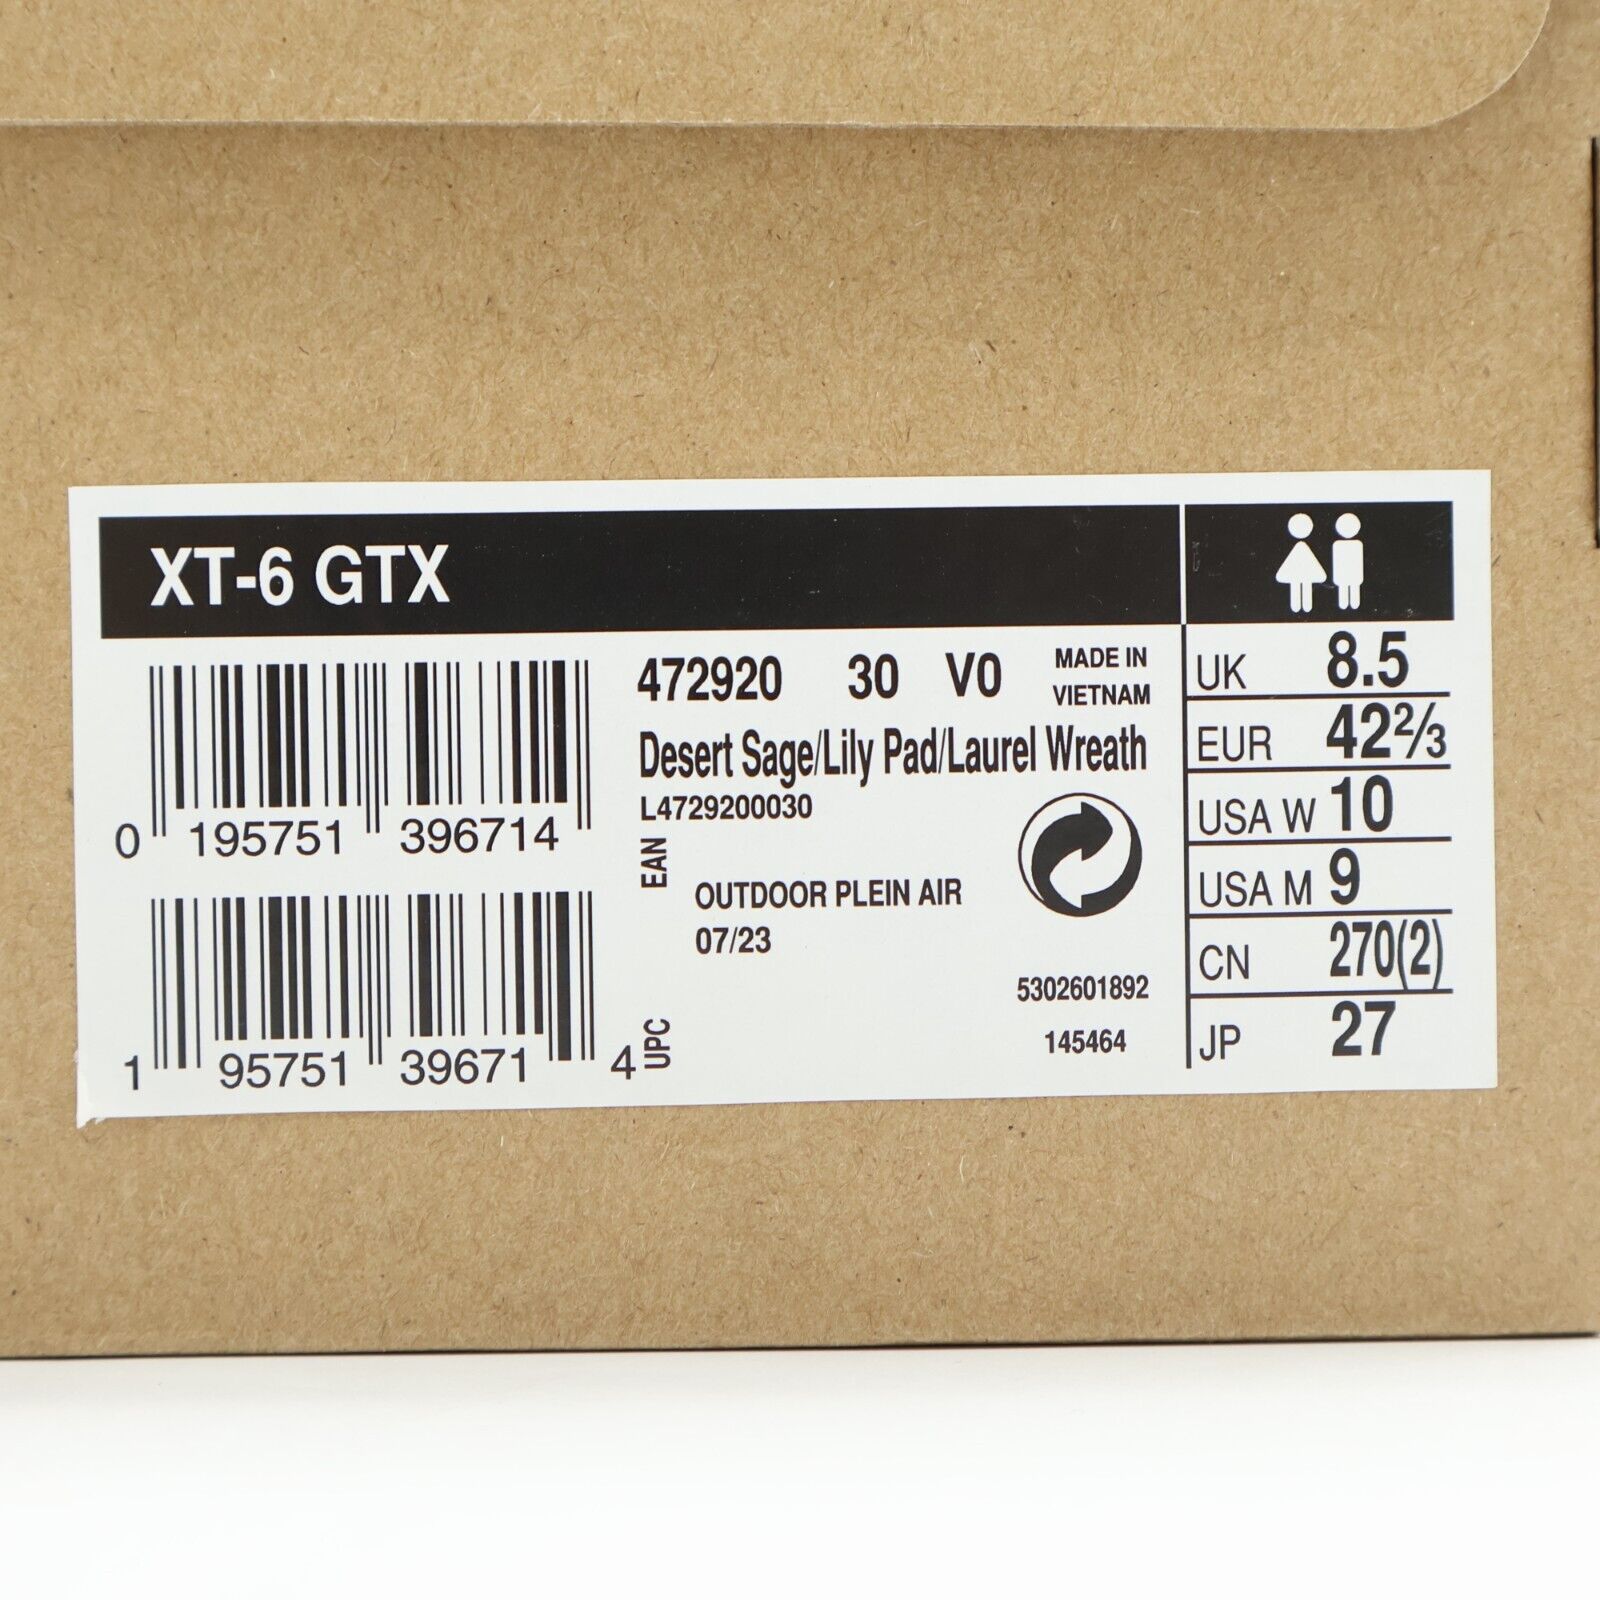 XT-6 GTX
0 195751 396714
EAN
1 95751 39671 4
UPC
472920 30 V0
MADE IN
VIETNAM
Desert Sage/Lily Pad/Laurel Wreath
L4729200030
OUTDOOR PLEIN AIR
07/23
5302601892
145464
UK 8.5
EUR 42⅔
USA W 10
USA M 9
CN 270(2)
JP 27